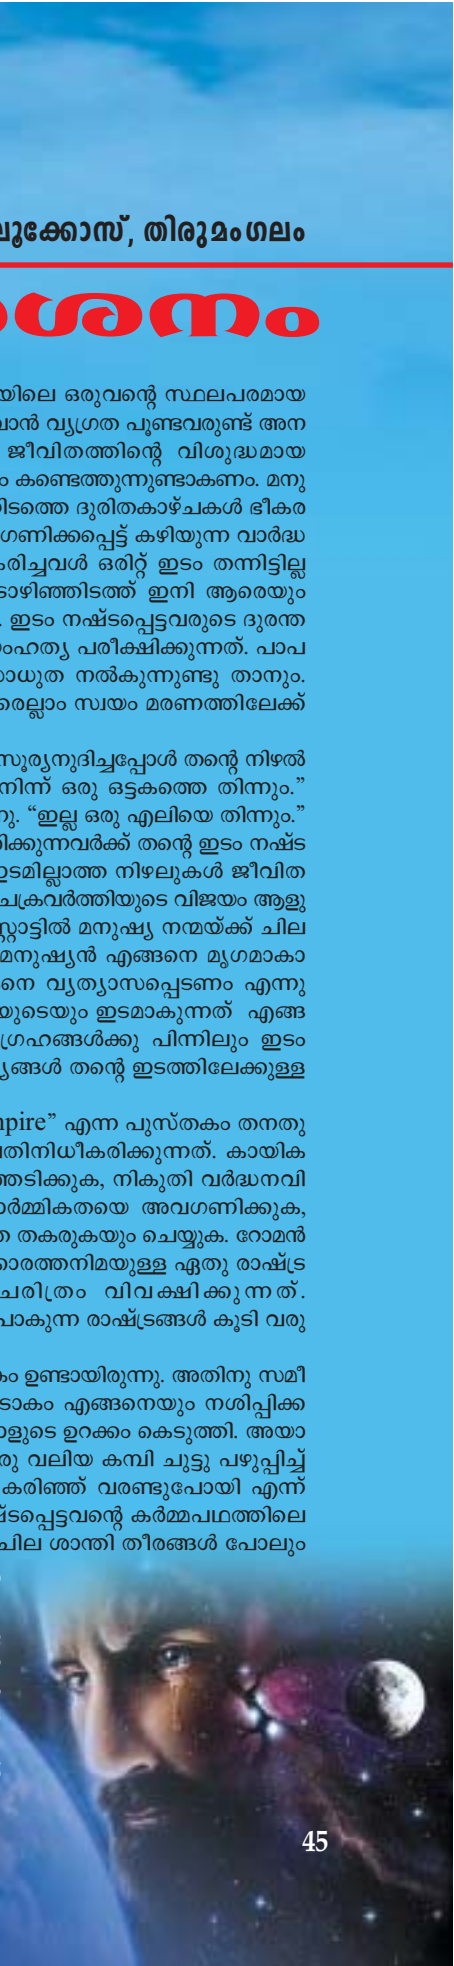 ലൂക്കോസ്, തിരുമംഗലം
ശനം
യിലെ ഒരുവന്റെ സ്ഥലപരമായ
വാൻ വ്യഗ്രത പൂണ്ടവരുണ്ട് അന
ജീവിതത്തിന്റെ വിശുദ്ധമായ
കണ്ടെത്തുന്നുണ്ടാകണം. മനു
ടത്തെ ദുരിതകാഴ്ചകൾ ഭീകര
ഗണിക്കപ്പെട്ട് കഴിയുന്ന വാർദ്ധ
കരിച്ചവൾ ഒരിറ്റ് ഇടം തന്നിട്ടില്ല
ടാഴിഞ്ഞിടത്ത് ഇനി ആരെയും
. ഇടം നഷ്ടപ്പെട്ടവരുടെ ദുരന്ത
ംഹത്യ പരീക്ഷിക്കുന്നത്. പാപ
ാധുത നൽകുന്നുണ്ടു താനും.
രെല്ലാം സ്വയം മരണത്തിലേക്ക്
സൂര്യനുദിച്ചപ്പോൾ തന്റെ നിഴൽ
നിന്ന് ഒരു ഒട്ടകത്തെ തിന്നും.”
നു. “ഇല്ല ഒരു എലിയെ തിന്നും.”
ിക്കുന്നവർക്ക് തന്റെ ഇടം നഷ്ട
ഇടമില്ലാത്ത നിഴലുകൾ ജീവിത
ചക്രവർത്തിയുടെ വിജയം ആളു
സ്റ്റാട്ടിൽ മനുഷ്യ നന്മയ്ക്ക് ചില
മനുഷ്യൻ എങ്ങനെ മൃഗമാകാ
നെ വ്യത്യാസപ്പെടണം എന്നു
യുടെയും ഇടമാകുന്നത് എങ്ങ
ഗ്രഹങ്ങൾക്കു പിന്നിലും ഇടം
്യങ്ങൾ തന്റെ ഇടത്തിലേക്കുള്ള
mpire” എന്ന പുസ്തകം തനതു
തിനിധീകരിക്കുന്നത്. കായിക
ത്തടിക്കുക, നികുതി വർദ്ധനവി
ാർമ്മികതയെ അവഗണിക്കുക,
ത തകരുകയും ചെയ്യുക. റോമൻ
കാരത്തനിമയുള്ള ഏതു രാഷ്ട്ര
ചരിത്രം വിവക്ഷിക്കുന്നത്.
പാകുന്ന രാഷ്ട്രങ്ങൾ കൂടി വരു
കം ഉണ്ടായിരുന്നു. അതിനു സമീ
ടാകം എങ്ങനെയും നശിപ്പിക്ക
ാളുടെ ഉറക്കം കെടുത്തി. അയാ
രു വലിയ കമ്പി ചുട്ടു പഴുപ്പിച്ച്
കരിഞ്ഞ് വരണ്ടുപോയി എന്ന്
ഷ്ടപ്പെട്ടവന്റെ കർമ്മപഥത്തിലെ
ചില ശാന്തി തീരങ്ങൾ പോലും
45